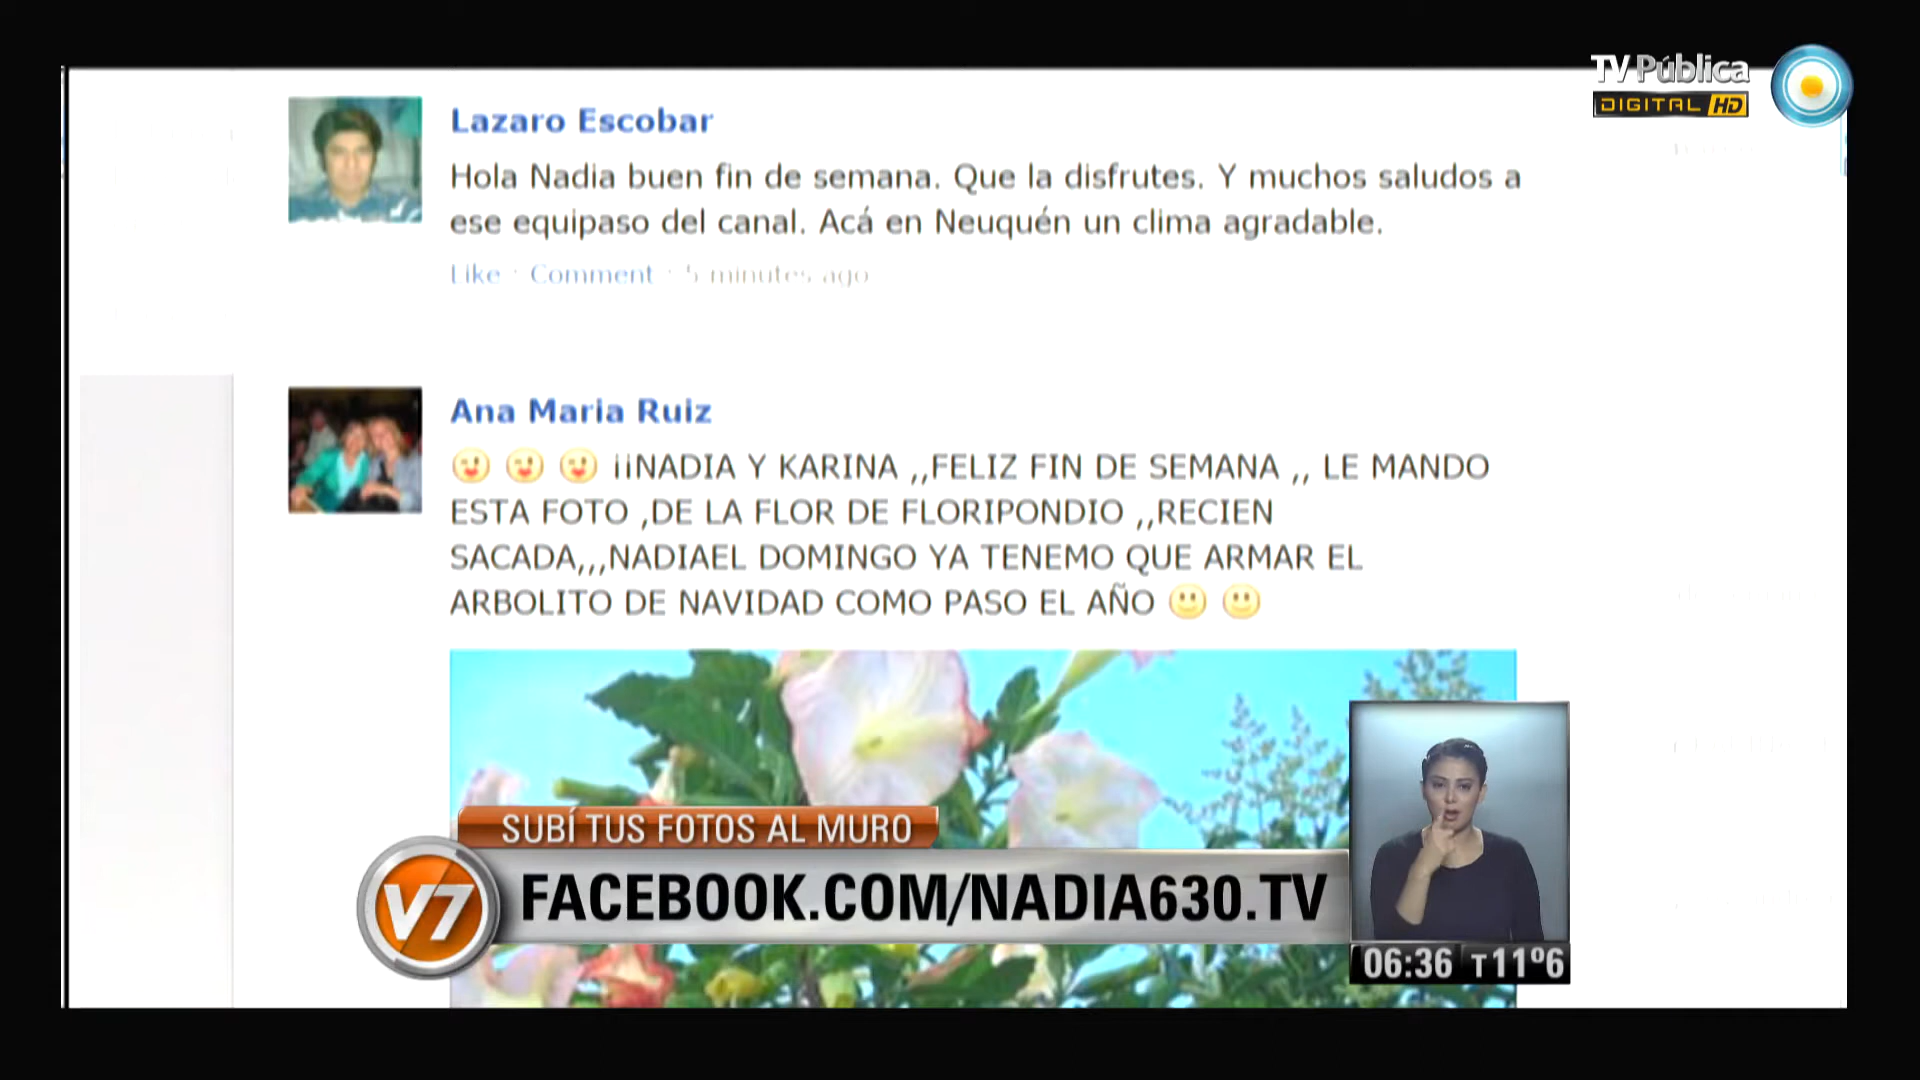 TV Pública
DIGITAL HD
Lazaro Escobar
Hola Nadia buen fin de semana. Que la disfrutes. Y muchos saludos a
ese equipaso del canal. Acá en Neuquén un clima agradable.
Like · Comment · 5 minutes ago
Ana Maria Ruiz
¡¡NADIA Y KARINA ,,FELIZ FIN DE SEMANA ,, LE MANDO
ESTA FOTO ,DE LA FLOR DE FLORIPONDIO ,,RECIEN
SACADA,,,NADIAEL DOMINGO YA TENEMO QUE ARMAR EL
ARBOLITO DE NAVIDAD COMO PASO EL AÑO
SUBÍ TUS FOTOS AL MURO
V7
FACEBOOK.COM/NADIA630.TV
06:36 T11º6